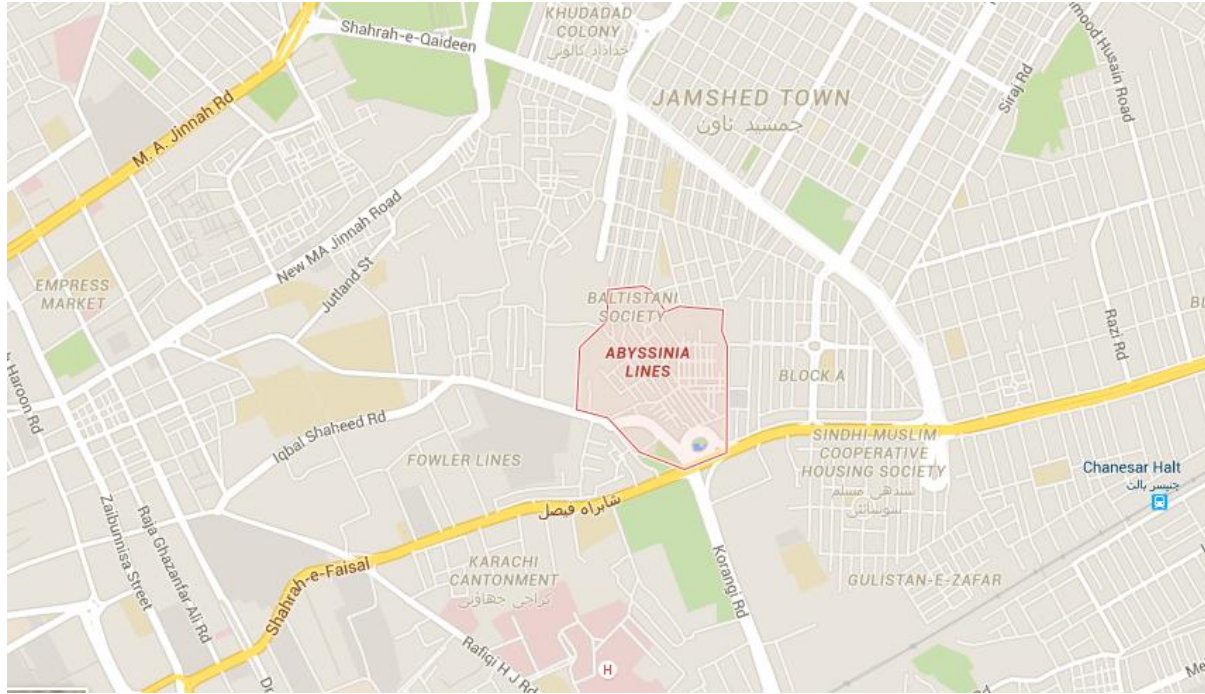 KHUDADAD
COLONY
خداداد کالونی
Shahrah-e-Qaideen
Siraj Rd
mood Husain Road
JAMSHED TOWN
جمشید ٹاون
M. A. Jinnah Rd
New MA Jinnah Road
Jutland St
EMPRESS
MARKET
BALTISTANI
SOCIETY
ABYSSINIA
LINES
BLOCK A
Razi Rd
Haroon Rd
Iqbal Shaheed Rd
FOWLER LINES
SINDHI-MUSLIM
COOPERATIVE
HOUSING SOCIETY
سندھی مسلم
سوسائٹی
Chanesar Halt
چنیسر ہالٹ
شاہراہ فیصل
Zaibunnisa Street
Raja Ghazanfar Ali Rd
Shahrah-e-Faisal
KARACHI
CANTONMENT
کراچی چھاؤنی
Korangi Rd
GULISTAN-E-ZAFAR
Rafiqi H J Rd
H